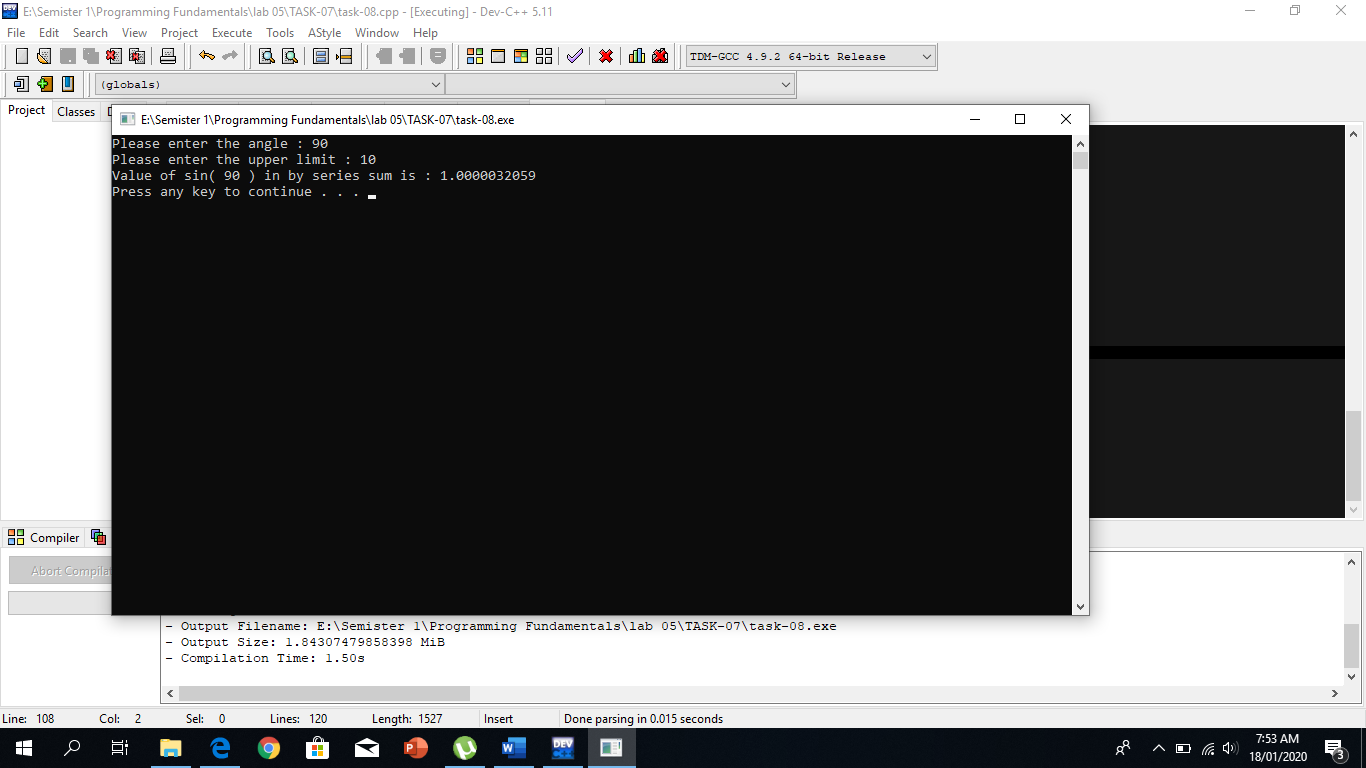 E:\Semister 1\Programming Fundamentals\lab 05\TASK-07\task-08.cpp - [Executing] - Dev-C++ 5.11
File Edit Search View Project Execute Tools AStyle Window Help
TDM-GCC 4.9.2 64-bit Release
(globals)
Project Classes
E:\Semister 1\Programming Fundamentals\lab 05\TASK-07\task-08.exe
Please enter the angle : 90
Please enter the upper limit : 10
Value of sin( 90 ) in by series sum is : 1.0000032059
Press any key to continue . . .
Compiler
Abort
- Output Filename: E:\Semister 1\Programming Fundamentals\lab 05\TASK-07\task-08.exe
- Output Size: 1.84307479858398 MiB
- Compilation Time: 1.50s
Line: 108 Col: 2 Sel: 0 Lines: 120 Length: 1527 Insert Done parsing in 0.015 seconds
7:53 AM
18/01/2020
3